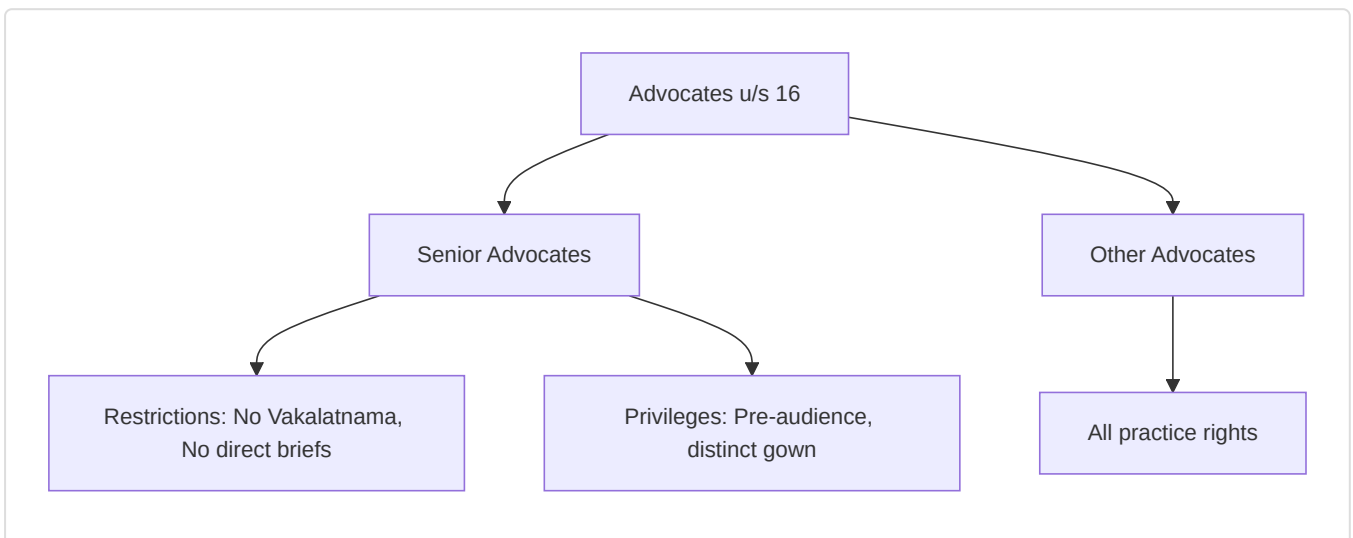 Advocates u/s 16
Senior Advocates
Other Advocates
Restrictions: No Vakalatnama,
No direct briefs
Privileges: Pre-audience,
distinct gown
All practice rights